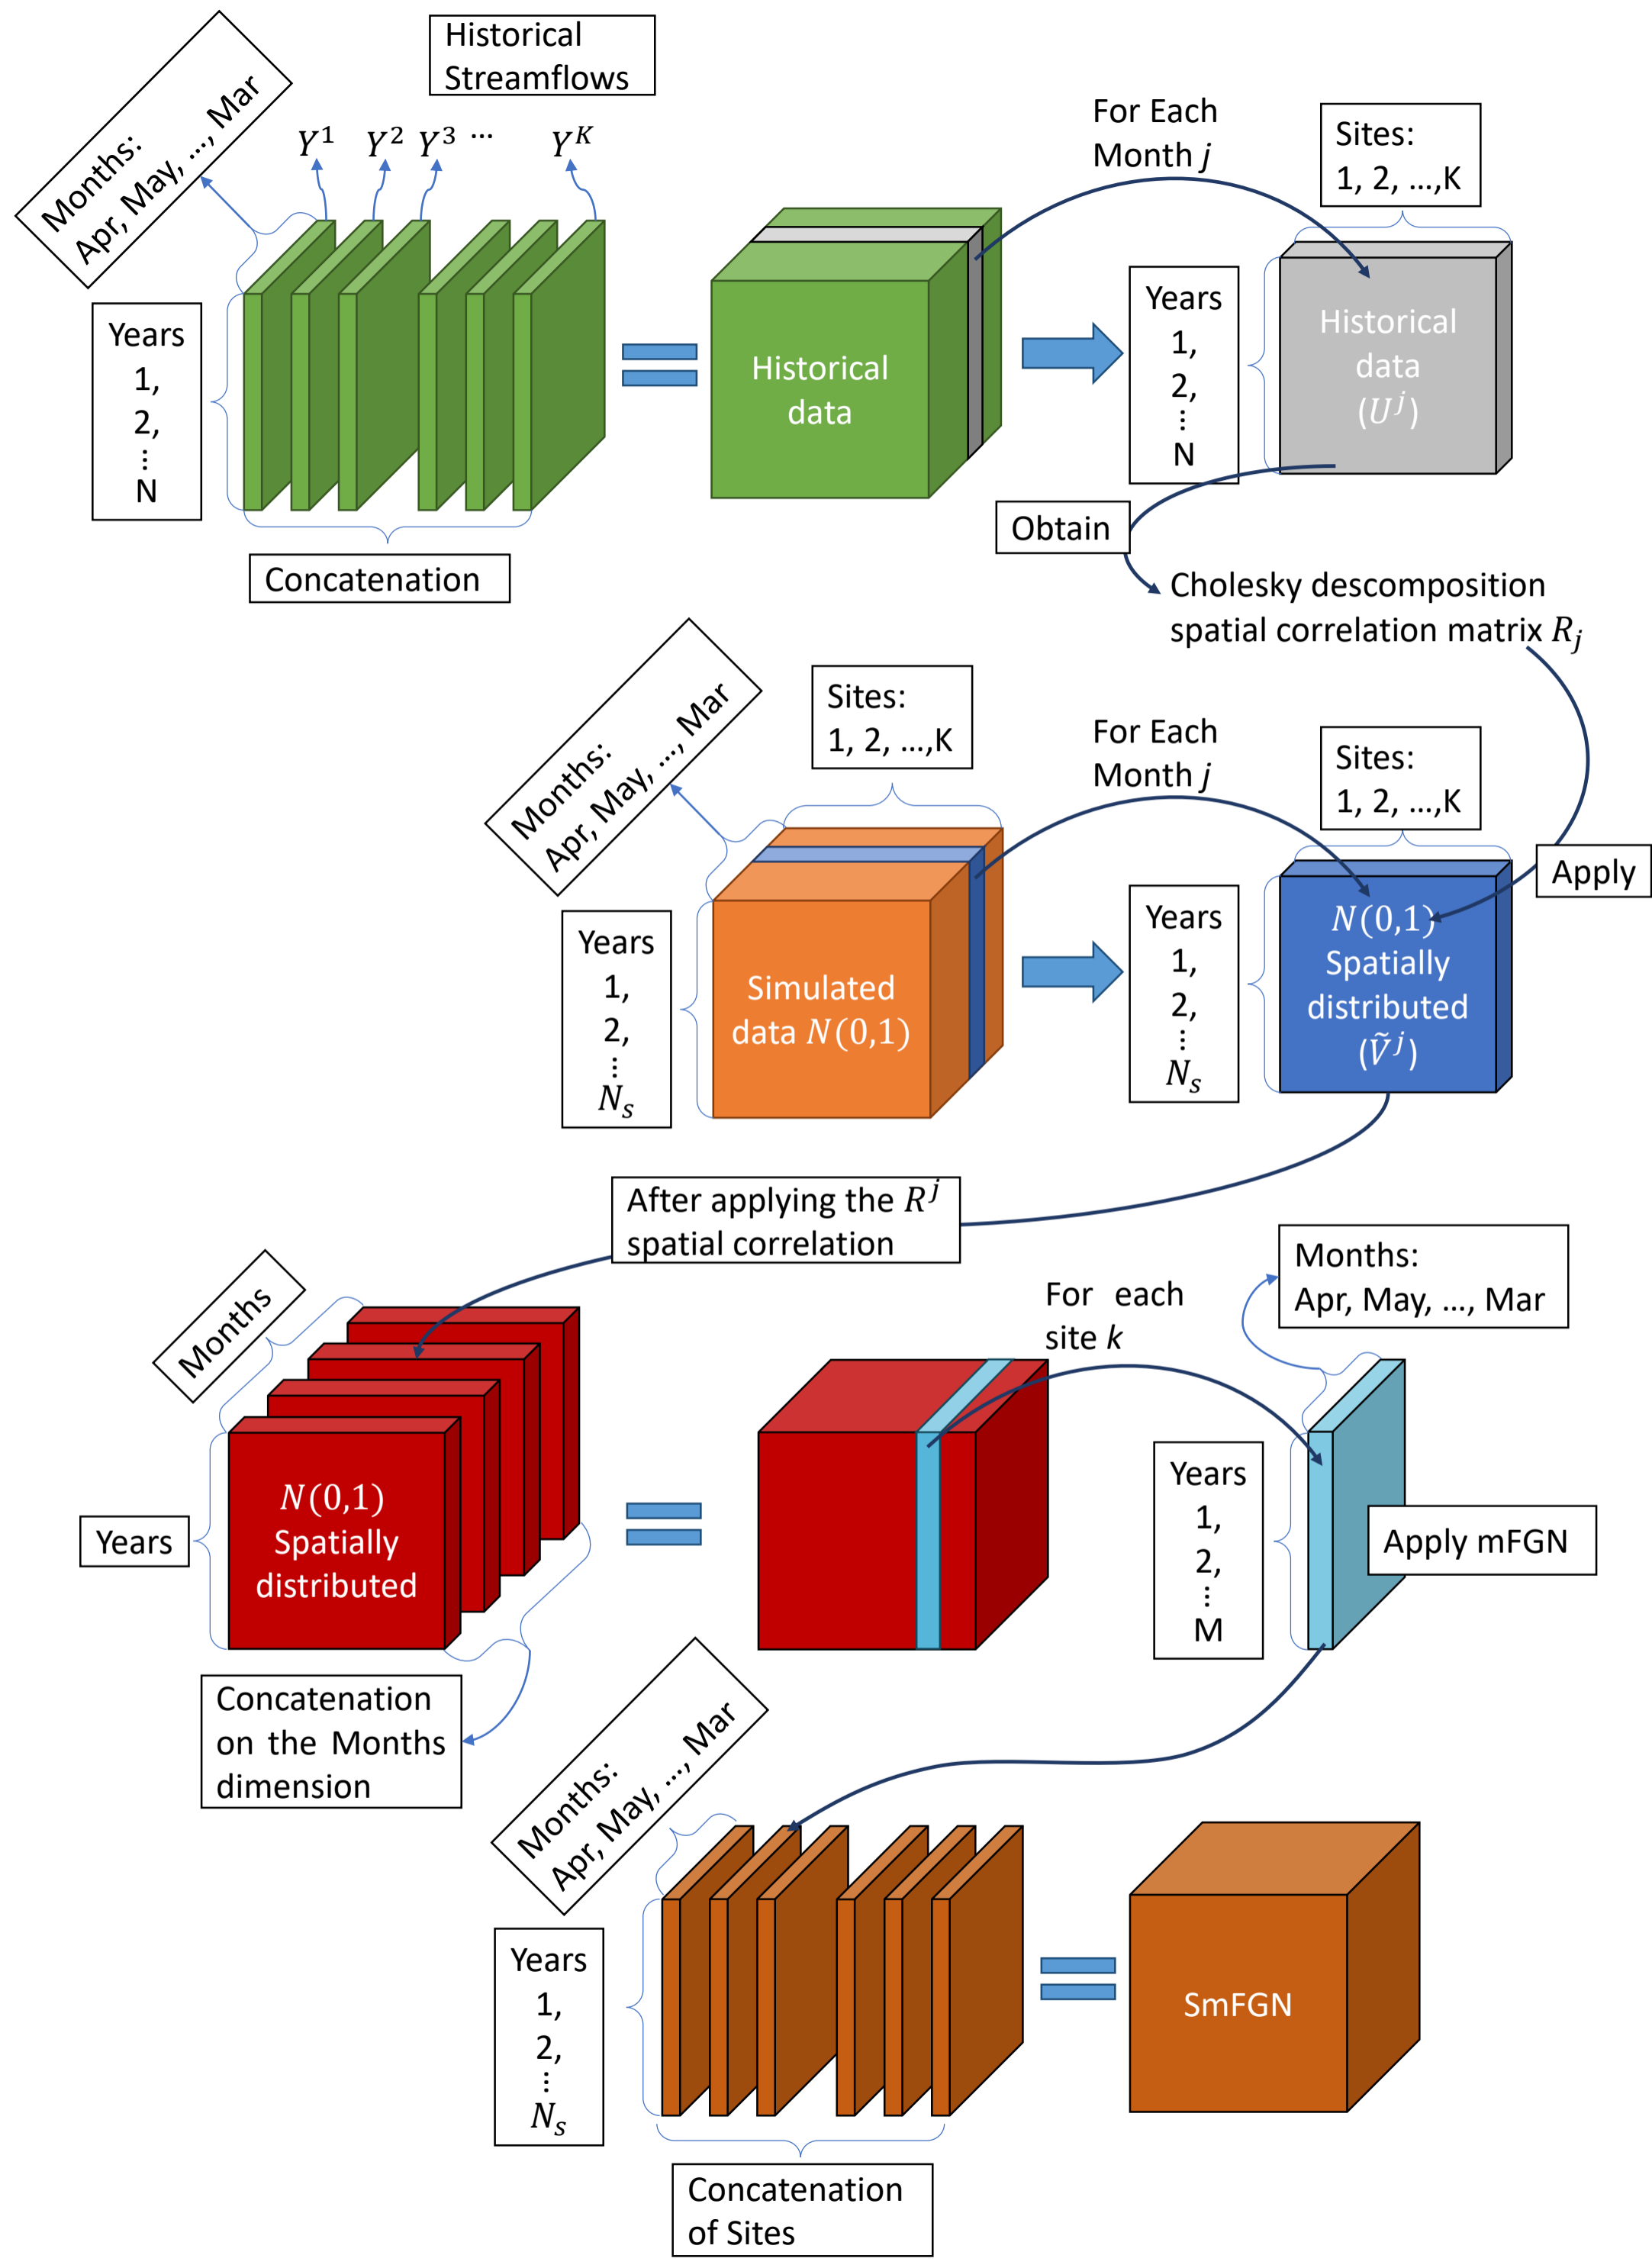 Historical
Streamflows
Months:
Apr, May, ..., Mar
Y¹ Y² Y³ ... Yᴷ
Years
1,
2,
⋮
N
Concatenation
Historical
data
For Each
Month j
Sites:
1, 2, ...,K
Years
1,
2,
⋮
N
Historical
data
(Uʲ)
Obtain
Cholesky descomposition
spatial correlation matrix Rⱼ
Months:
Apr, May, ..., Mar
Sites:
1, 2, ...,K
For Each
Month j
Sites:
1, 2, ...,K
Apply
Years
1,
2,
⋮
Nₛ
Simulated
data N(0,1)
Years
1,
2,
⋮
Nₛ
N(0,1)
Spatially
distributed
(Ṽʲ)
After applying the Rʲ
spatial correlation
Months
Years
N(0,1)
Spatially
distributed
Concatenation
on the Months
dimension
For each
site k
Months:
Apr, May, ..., Mar
Years
1,
2,
⋮
M
Apply mFGN
Months:
Apr, May, ..., Mar
Years
1,
2,
⋮
Nₛ
Concatenation
of Sites
SmFGN